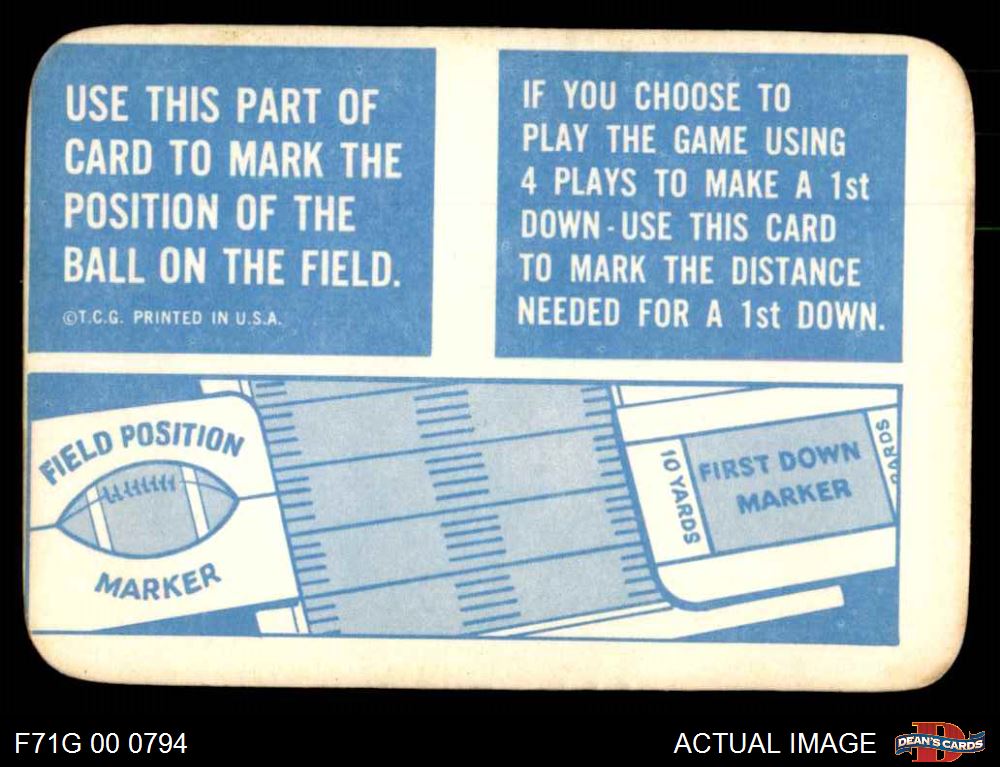 USE THIS PART OF
CARD TO MARK THE
POSITION OF THE
BALL ON THE FIELD.
©T.C.G. PRINTED IN U.S.A.
IF YOU CHOOSE TO
PLAY THE GAME USING
4 PLAYS TO MAKE A 1st
DOWN-USE THIS CARD
TO MARK THE DISTANCE
NEEDED FOR A 1st DOWN.
FIELD POSITION
MARKER
10 YARDS
FIRST DOWN
MARKER
CARDS
F71G 00 0794
ACTUAL IMAGE
D
DEAN'S CARDS